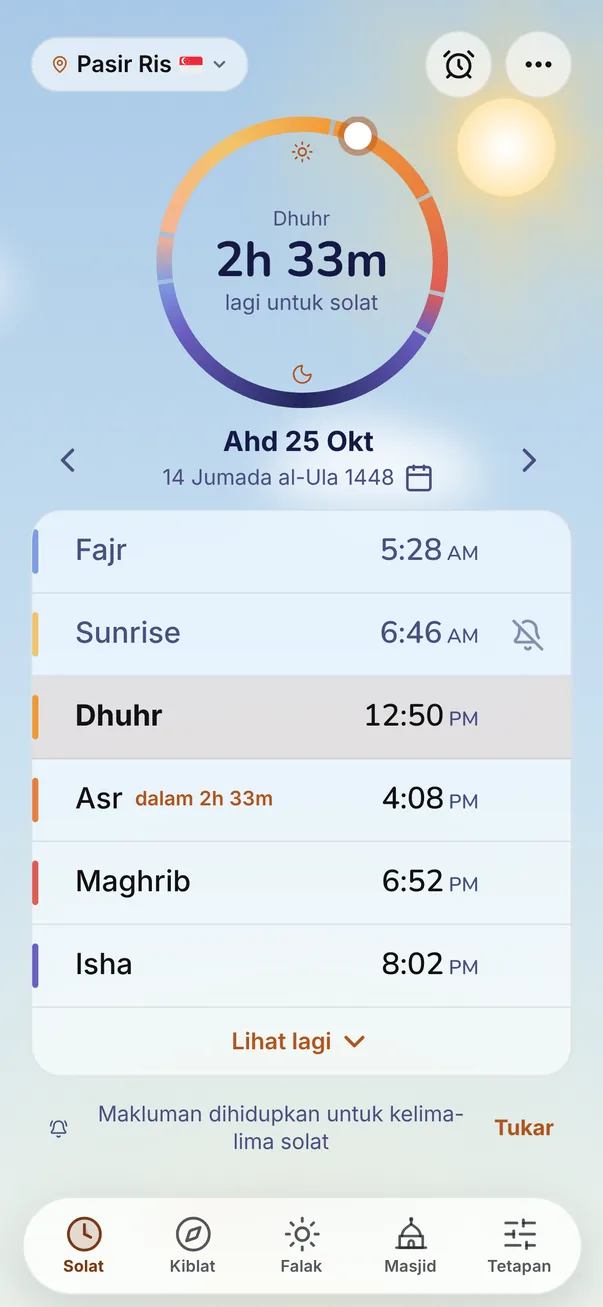 Pasir Ris
Dhuhr
2h 33m
lagi untuk solat
Ahd 25 Okt
14 Jumada al-Ula 1448
Fajr 5:28 AM
Sunrise 6:46 AM
Dhuhr 12:50 PM
Asr dalam 2h 33m 4:08 PM
Maghrib 6:52 PM
Isha 8:02 PM
Lihat lagi
Makluman dihidupkan untuk kelima-
lima solat
Tukar
Solat Kiblat Falak Masjid Tetapan